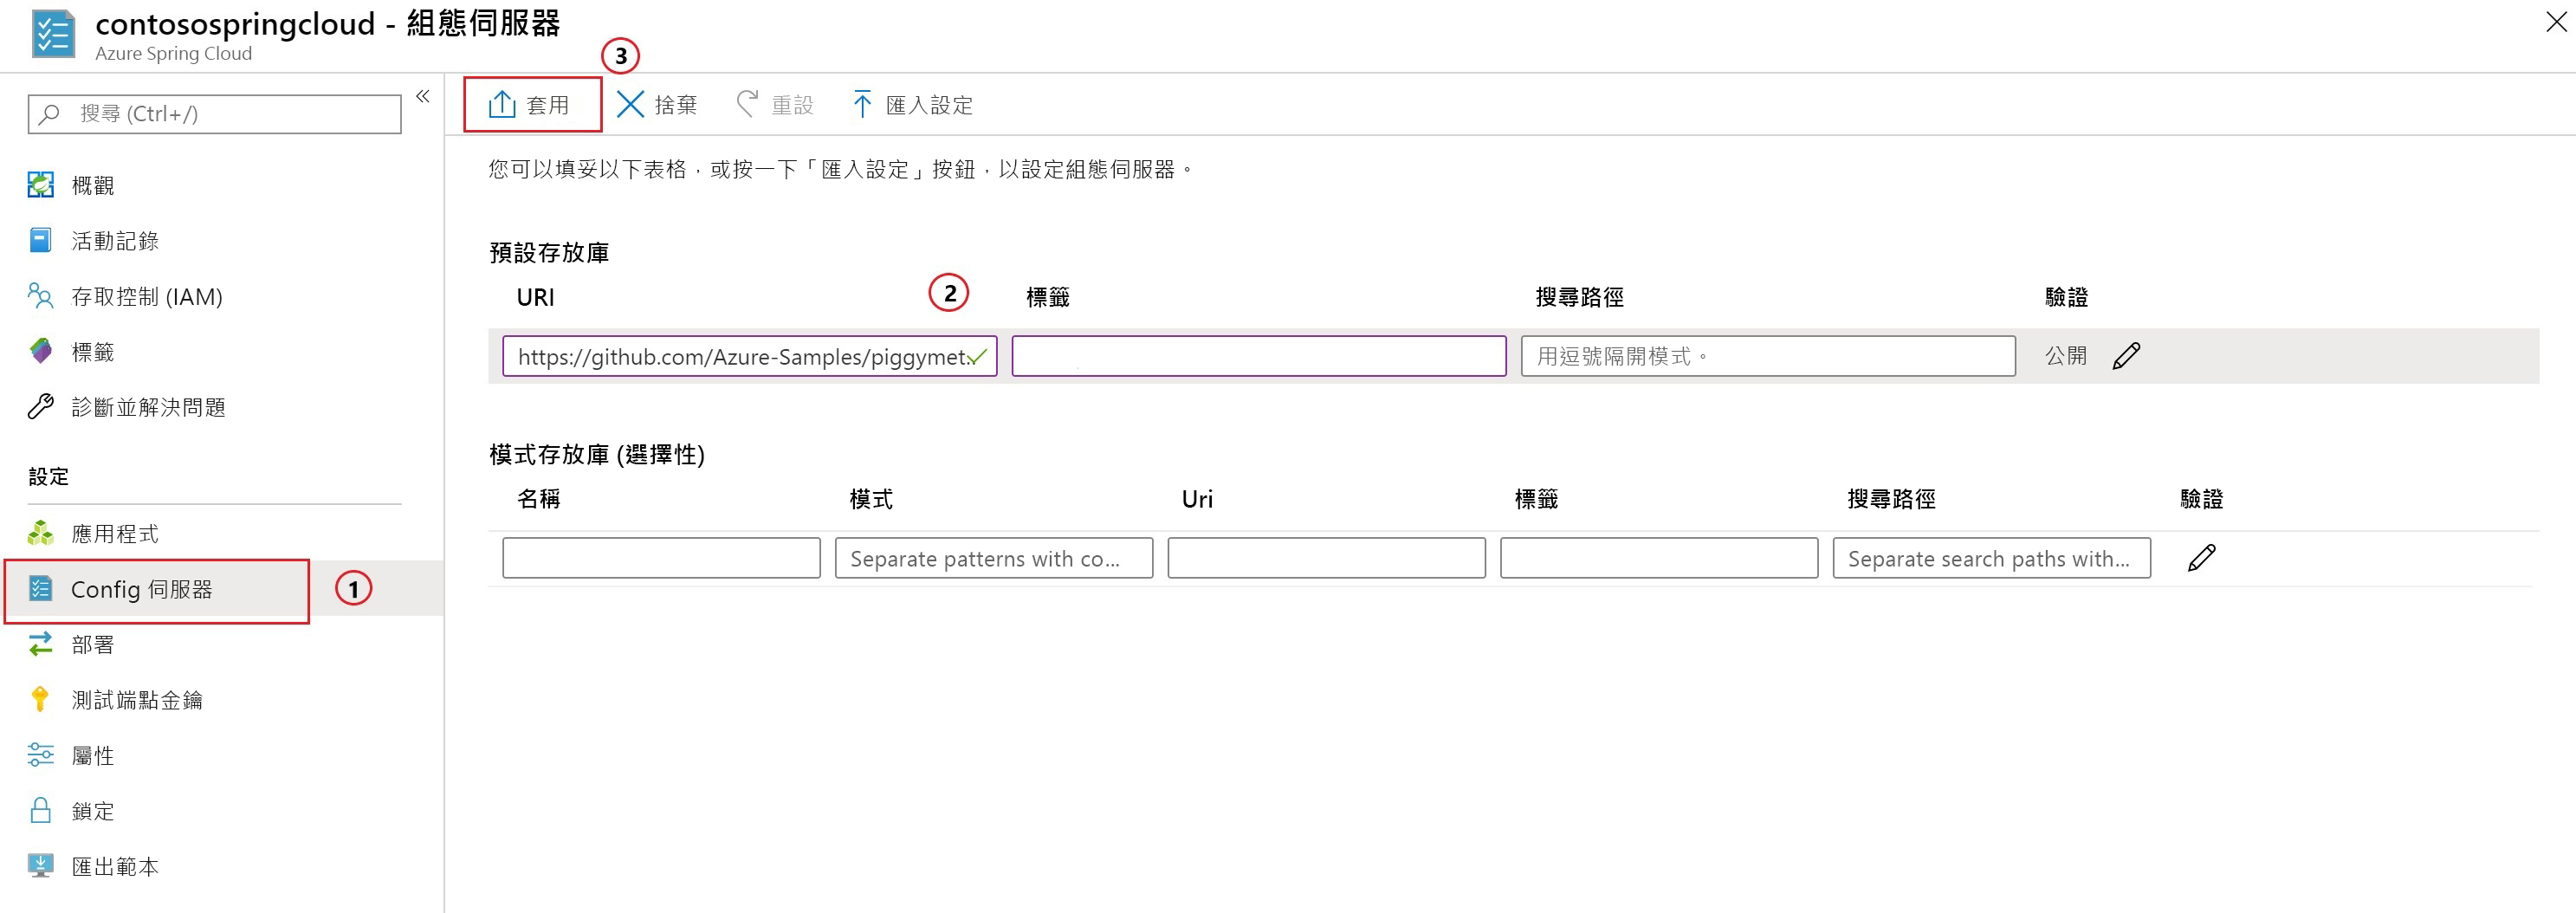 contosospringcloud - 組態伺服器
Azure Spring Cloud
3
搜尋 (Ctrl+/)
«
套用
捨棄
重設
匯入設定
概觀
活動記錄
存取控制 (IAM)
標籤
診斷並解決問題
設定
應用程式
Config 伺服器
1
部署
測試端點金鑰
屬性
鎖定
匯出範本
您可以填妥以下表格，或按一下「匯入設定」按鈕，以設定組態伺服器。
預設存放庫
URI 2 標籤 搜尋路徑 驗證
https://github.com/Azure-Samples/piggymet.. 用逗號隔開模式。 公開
模式存放庫 (選擇性)
名稱 模式 Uri 標籤 搜尋路徑 驗證
Separate patterns with co... Separate search paths with...